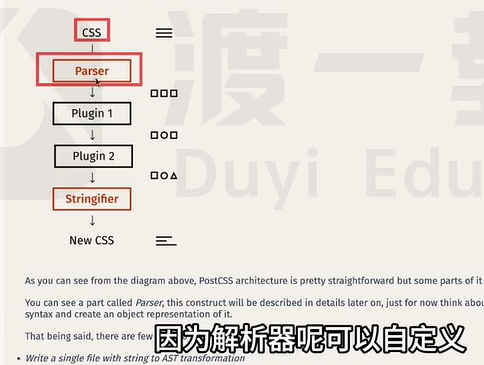 CSS
Parser
Plugin 1
Plugin 2
Stringifier
New CSS
渡一教
Duyi Edu
As you can see from the diagram above, PostCSS architecture is pretty straightforward but some parts of it
You can see a part called Parser, this construct will be described in details later on, just for now think about
syntax and create an object representation of it.
That being said, there are few
因为解析器呢可以自定义
Write a single file with string to AST transformation